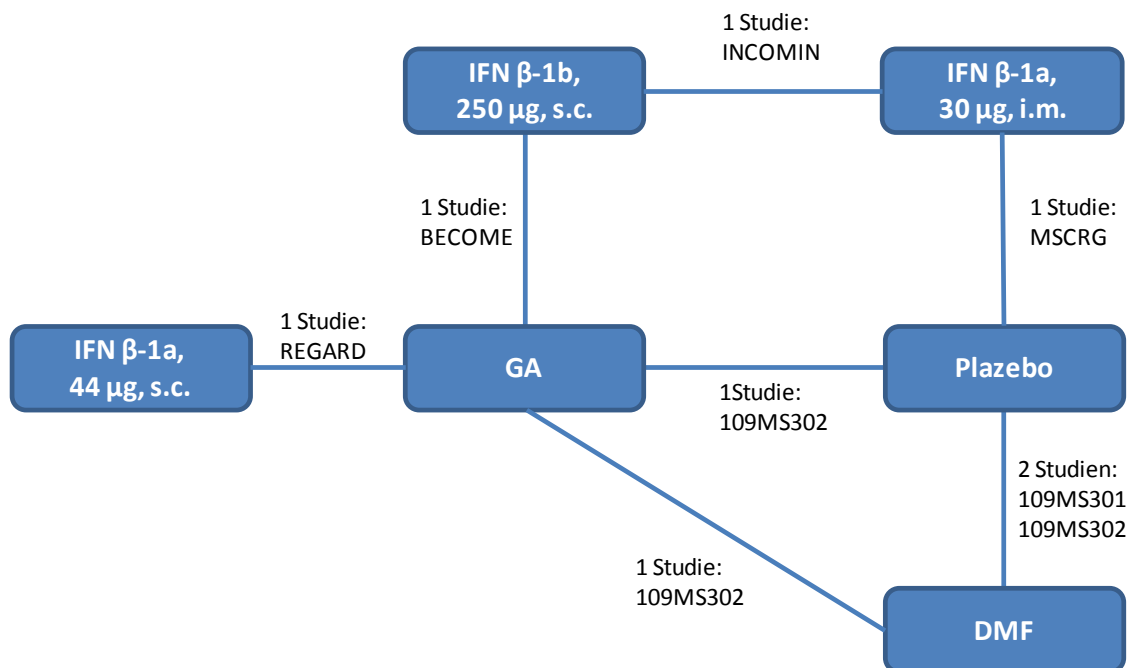 1 Studie:
INCOMIN
IFN β-1b,
250 µg, s.c.
IFN β-1a,
30 µg, i.m.
1 Studie:
BECOME
1 Studie:
MSCRG
1 Studie:
REGARD
IFN β-1a,
44 µg, s.c.
GA
Plazebo
1Studie:
109MS302
2 Studien:
109MS301
109MS302
1 Studie:
109MS302
DMF